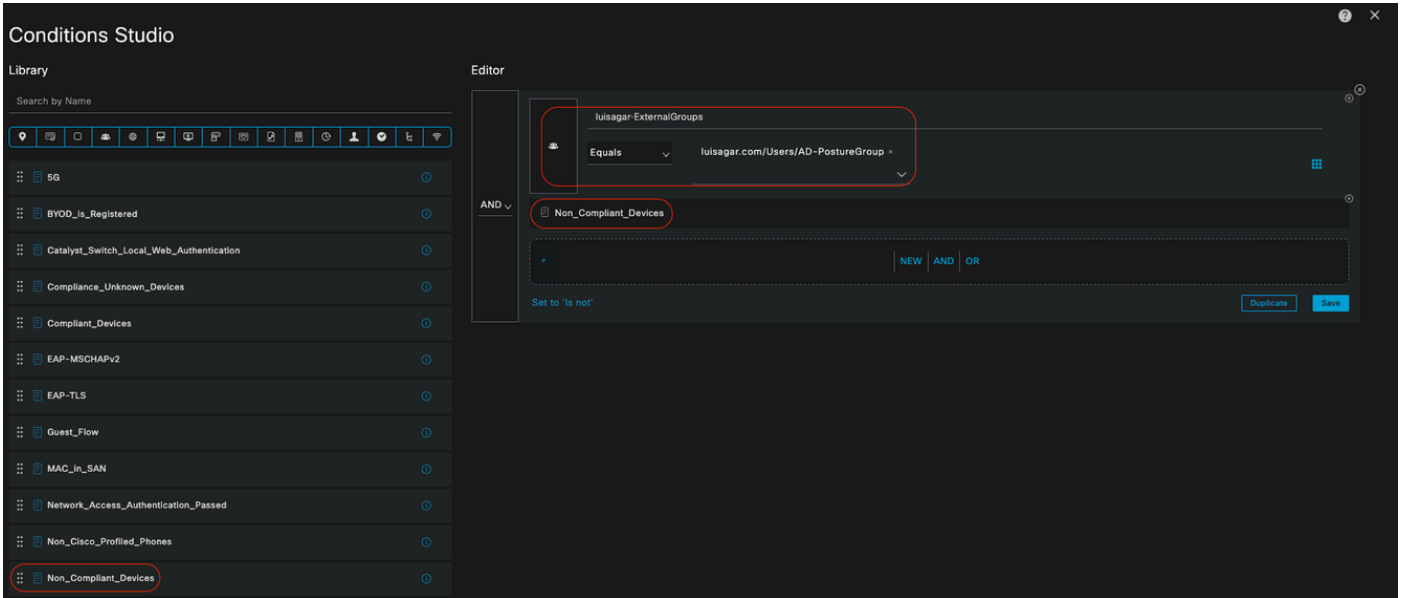 Conditions Studio
Library
Search by Name
5G
BYOD_is_Registered
Catalyst_Switch_Local_Web_Authentication
Compliance_Unknown_Devices
Compliant_Devices
EAP-MSCHAPv2
EAP-TLS
Guest_Flow
MAC_in_SAN
Network_Access_Authentication_Passed
Non_Cisco_Profiled_Phones
Non_Compliant_Devices
Editor
AND
luisagar·ExternalGroups
Equals luisagar.com/Users/AD-PostureGroup ×
Non_Compliant_Devices
+ NEW AND OR
Set to 'Is not' Duplicate Save